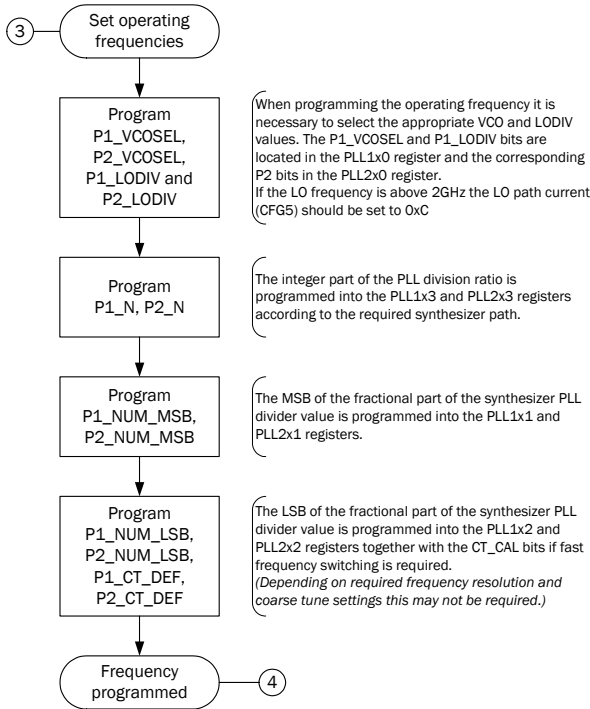 3
Set operating
frequencies
Program
P1_VCOSEL,
P2_VCOSEL,
P1_LODIV and
P2_LODIV
When programming the operating frequency it is
necessary to select the appropriate VCO and LODIV
values. The P1_VCOSEL and P1_LODIV bits are
located in the PLL1x0 register and the corresponding
P2 bits in the PLL2x0 register.
If the LO frequency is above 2GHz the LO path current
(CFG5) should be set to 0xC
Program
P1_N, P2_N
The integer part of the PLL division ratio is
programmed into the PLL1x3 and PLL2x3 registers
according to the required synthesizer path.
Program
P1_NUM_MSB,
P2_NUM_MSB
The MSB of the fractional part of the synthesizer PLL
divider value is programmed into the PLL1x1 and
PLL2x1 registers.
Program
P1_NUM_LSB,
P2_NUM_LSB,
P1_CT_DEF,
P2_CT_DEF
The LSB of the fractional part of the synthesizer PLL
divider value is programmed into the PLL1x2 and
PLL2x2 registers together with the CT_CAL bits if fast
frequency switching is required.
(Depending on required frequency resolution and
coarse tune settings this may not be required.)
Frequency
programmed
4